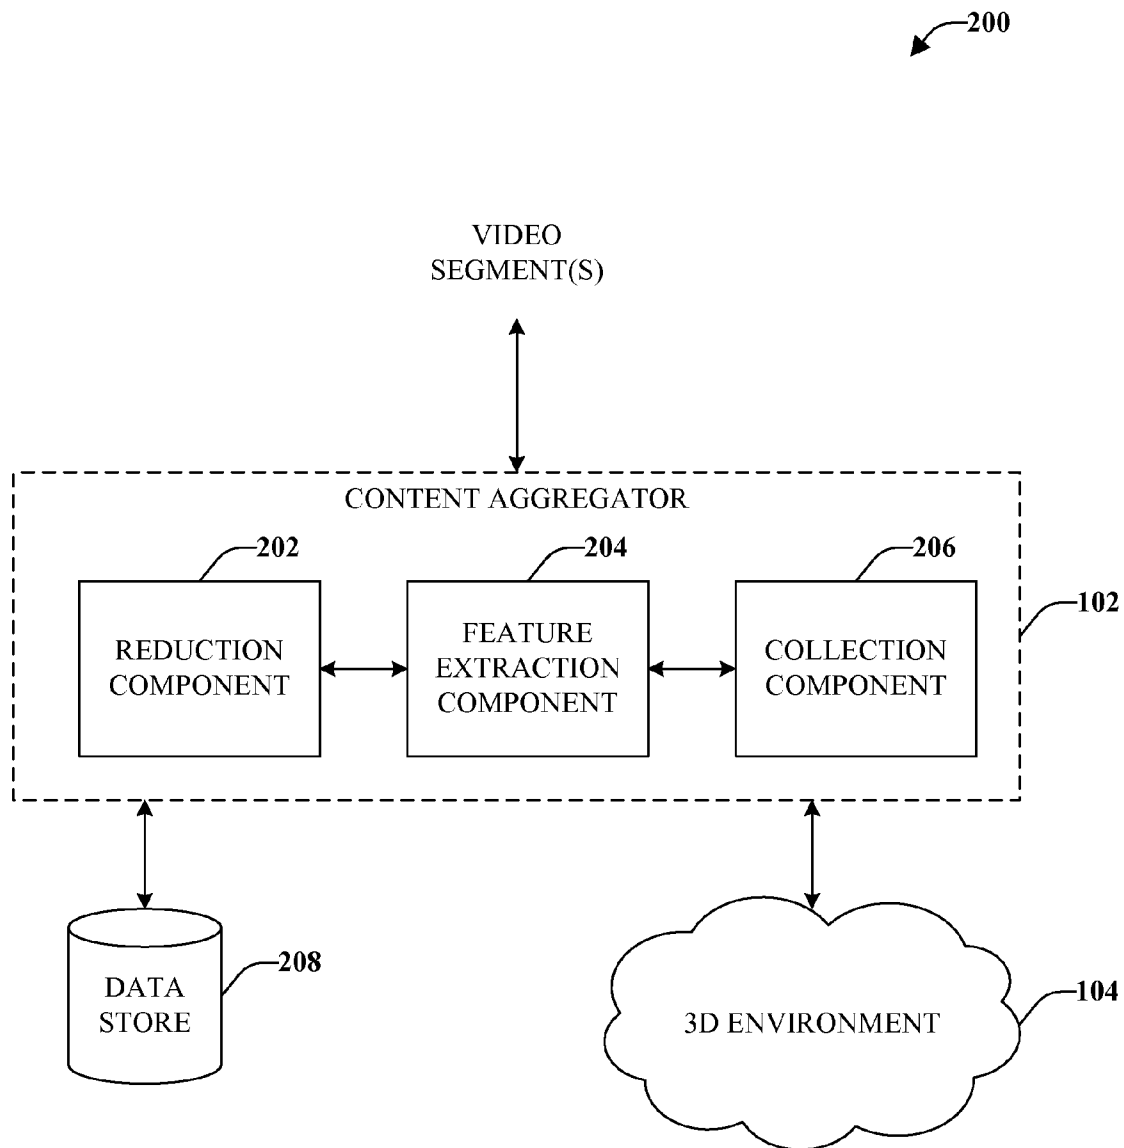 200
VIDEO
SEGMENT(S)
CONTENT AGGREGATOR
202
204
206
REDUCTION
COMPONENT
FEATURE
EXTRACTION
COMPONENT
COLLECTION
COMPONENT
102
DATA
STORE
208
3D ENVIRONMENT
104